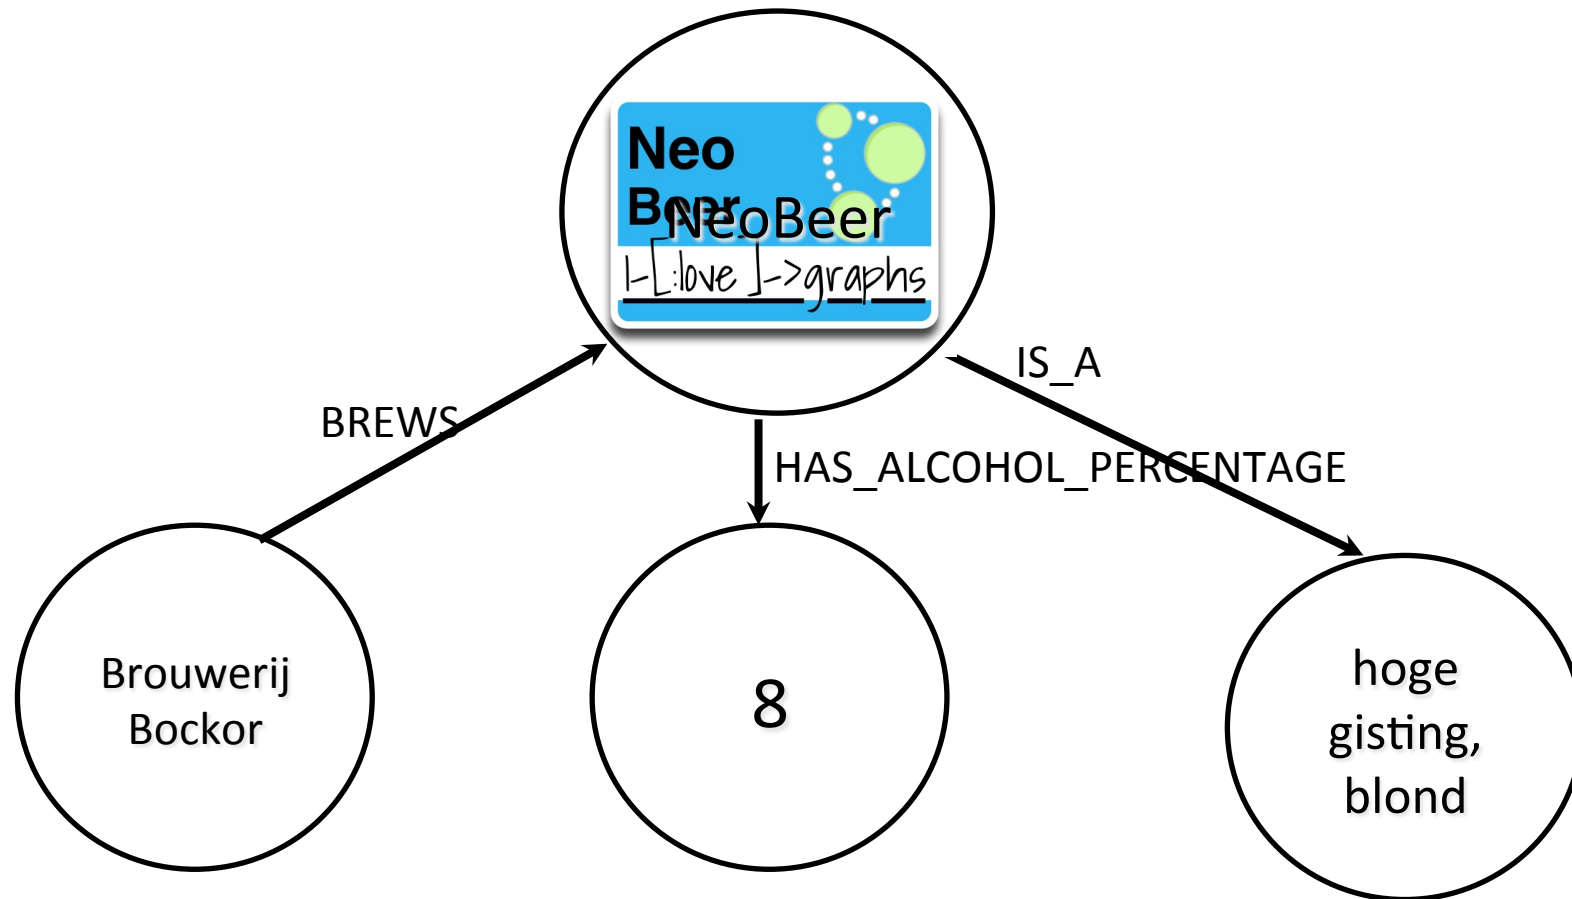 Neo
Beer
NeoBeer
I-[:love ]->graphs
IS_A
BREWS
HAS_ALCOHOL_PERCENTAGE
Brouwerij
Bockor
8
hoge
gisting,
blond